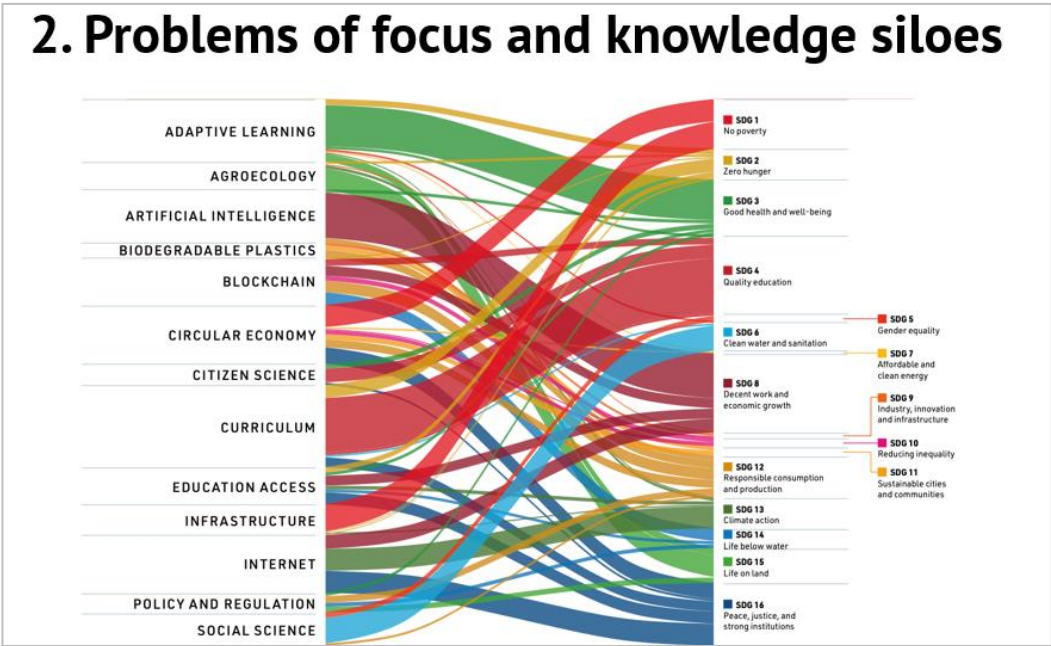 2. Problems of focus and knowledge siloes
ADAPTIVE LEARNING
AGROECOLOGY
ARTIFICIAL INTELLIGENCE
BIODEGRADABLE PLASTICS
BLOCKCHAIN
CIRCULAR ECONOMY
CITIZEN SCIENCE
CURRICULUM
EDUCATION ACCESS
INFRASTRUCTURE
INTERNET
POLICY AND REGULATION
SOCIAL SCIENCE
SDG 1
No poverty
SDG 2
Zero hunger
SDG 3
Good health and well-being
SDG 4
Quality education
SDG 6
Clean water and sanitation
SDG 8
Decent work and
economic growth
SDG 12
Responsible consumption
and production
SDG 13
Climate action
SDG 14
Life below water
SDG 15
Life on land
SDG 16
Peace, justice, and
strong institutions
SDG 5
Gender equality
SDG 7
Affordable and
clean energy
SDG 9
Industry, innovation
and infrastructure
SDG 10
Reducing inequality
SDG 11
Sustainable cities
and communities